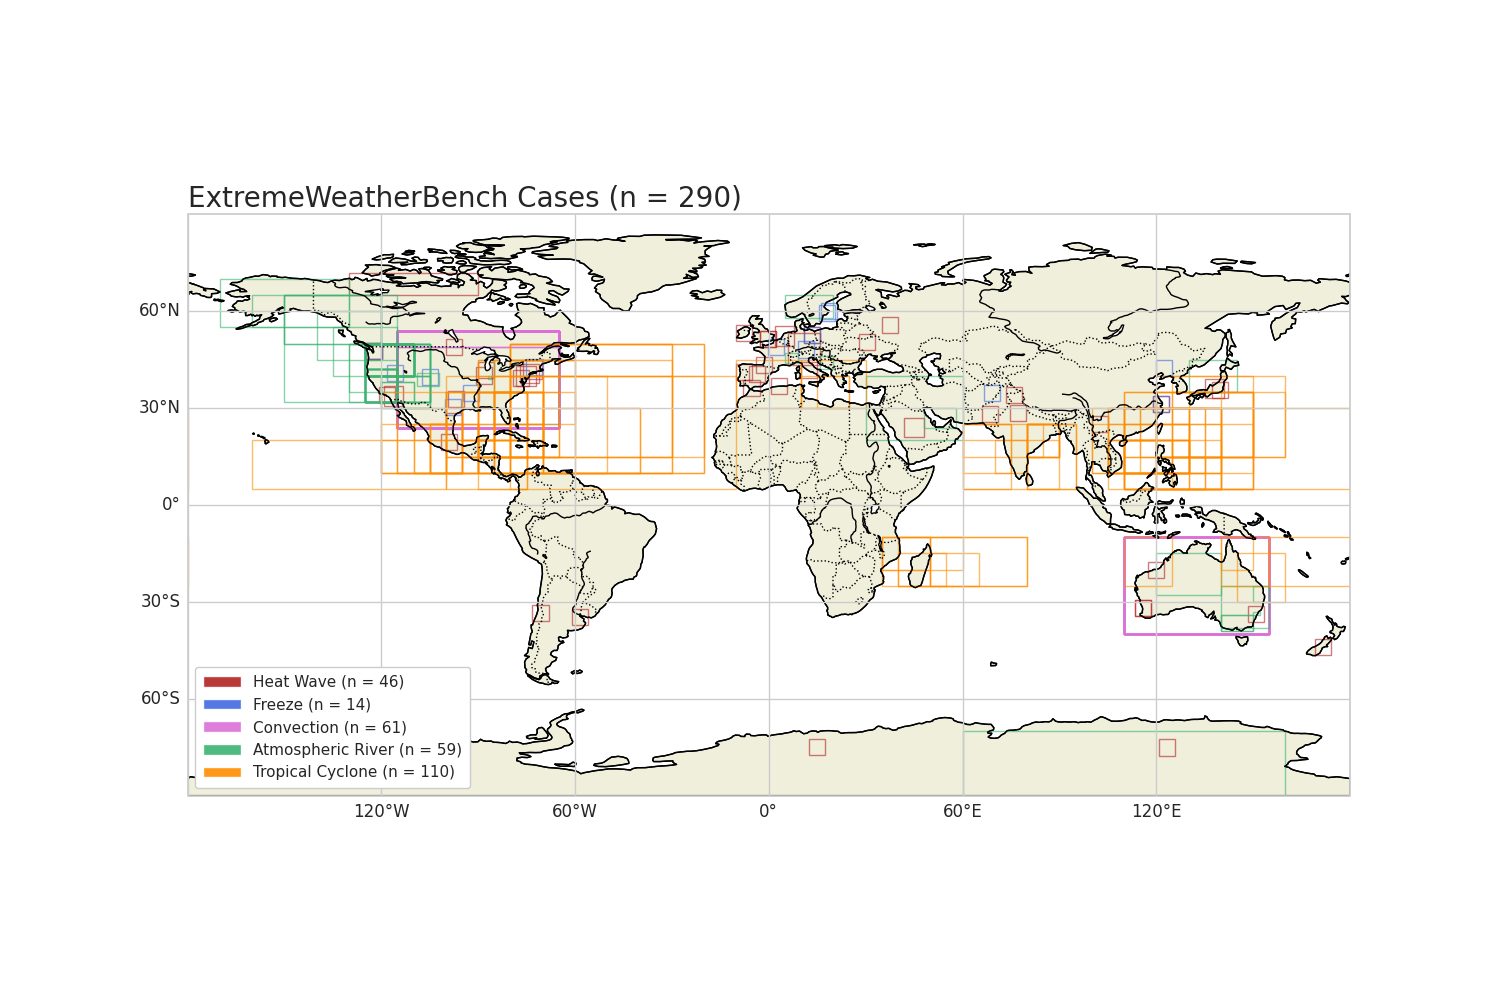 ExtremeWeatherBench Cases (n = 290)
60°N
30°N
0°
30°S
60°S
Heat Wave (n = 46)
Freeze (n = 14)
Convection (n = 61)
Atmospheric River (n = 59)
Tropical Cyclone (n = 110)
120°W 60°W 0° 60°E 120°E